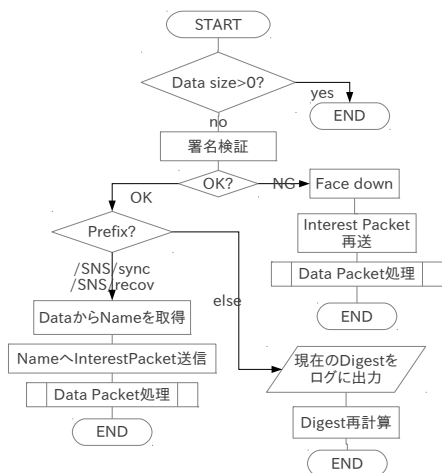 START
Data size>0?
yes
END
no
署名検証
OK?
NG
Face down
OK
Interest Packet
再送
Prefix?
Data Packet処理
/SNS/sync
/SNS/recov
END
else
DataからNameを取得
NameへInterestPacket送信
現在のDigestを
ログに出力
Data Packet処理
Digest再計算
END
END